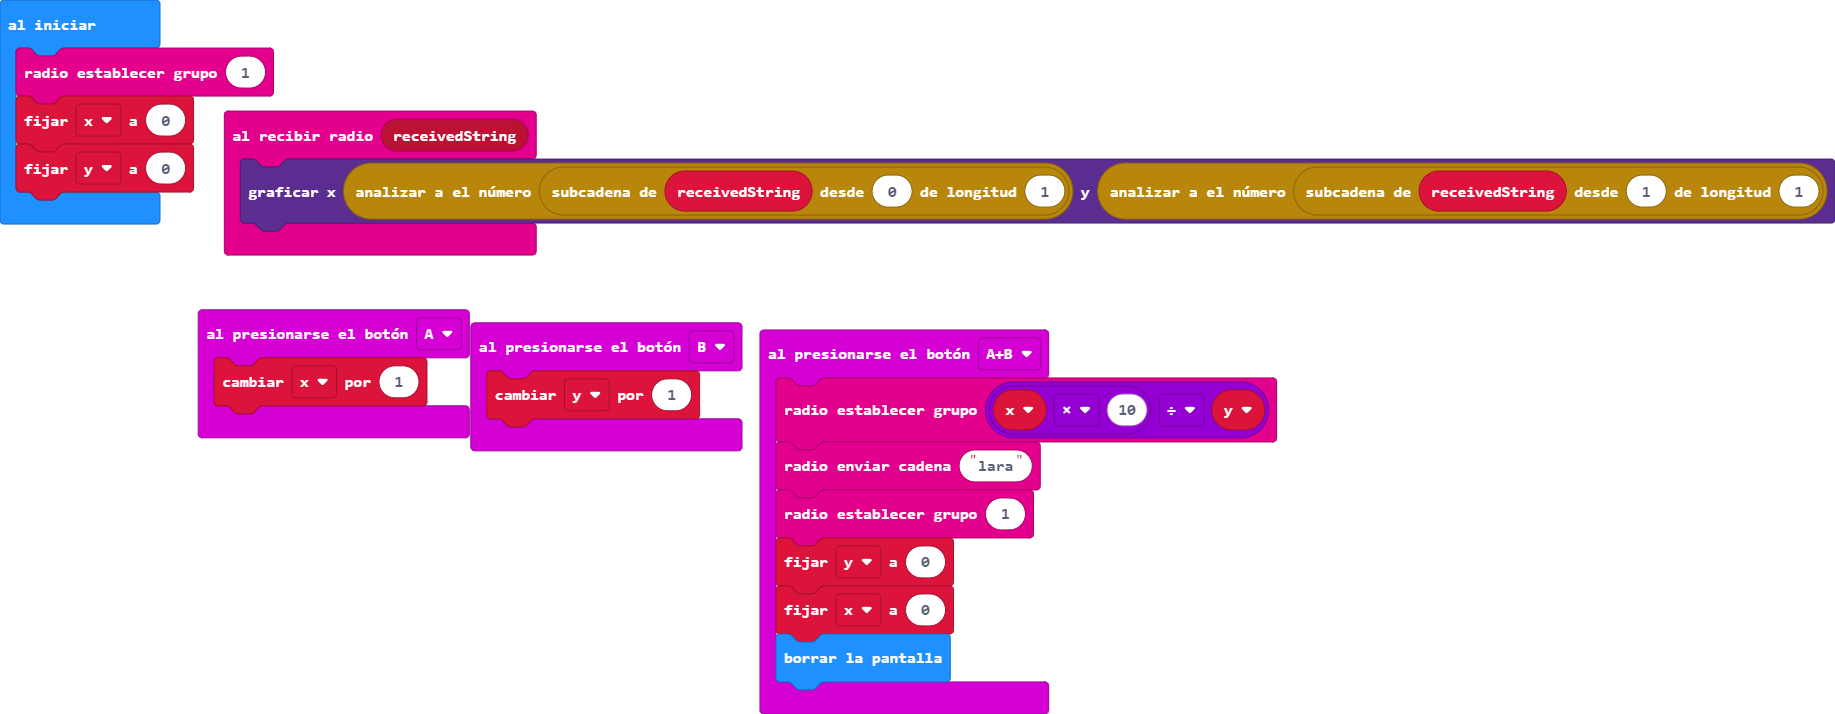 al iniciar
radio establecer grupo 1
fijar x a 0
fijar y a 0
al recibir radio receivedString
graficar x analizar a el número subcadena de receivedString desde 0 de longitud 1 y analizar a el número subcadena de receivedString desde 1 de longitud 1
al presionarse el botón A
cambiar x por 1
al presionarse el botón B
cambiar y por 1
al presionarse el botón A+B
radio establecer grupo x × 10 ÷ y
radio enviar cadena "lara"
radio establecer grupo 1
fijar y a 0
fijar x a 0
borrar la pantalla